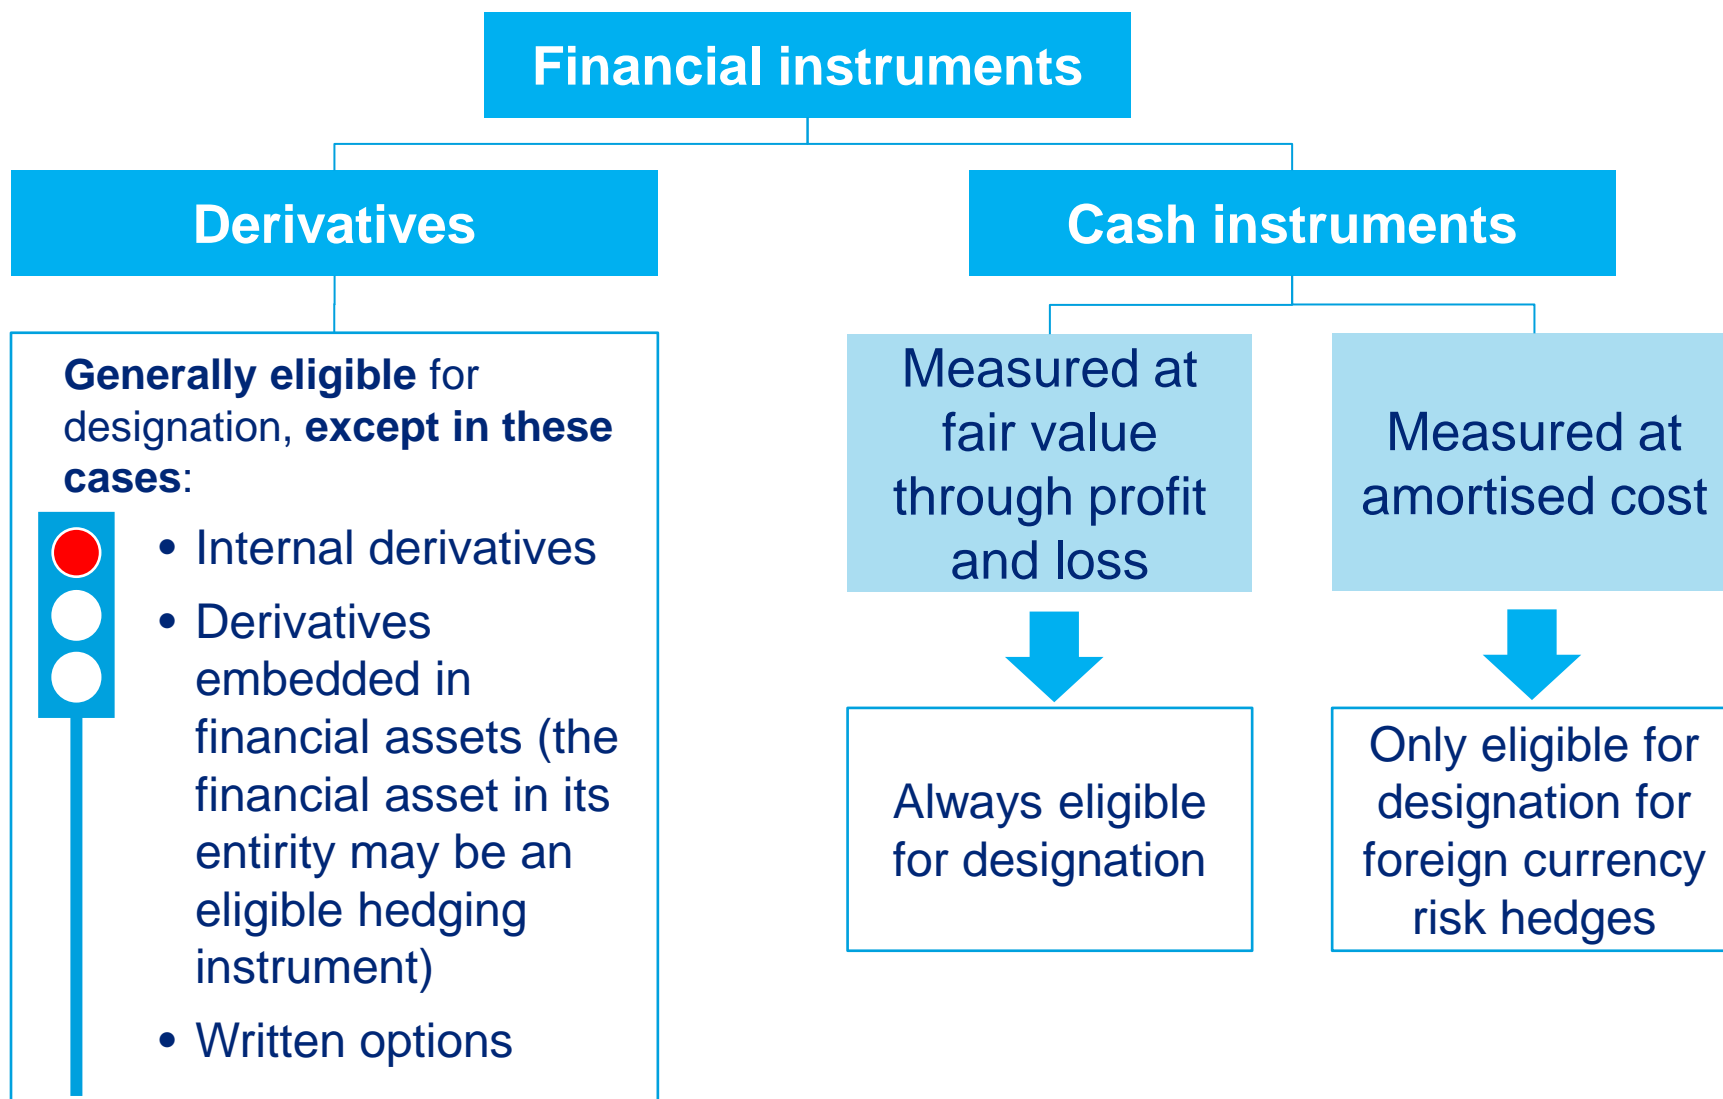 Financial instruments
Derivatives
Cash instruments
Generally eligible for
designation, except in these
cases:
• Internal derivatives
• Derivatives
embedded in
financial assets (the
financial asset in its
entirity may be an
eligible hedging
instrument)
• Written options
Measured at
fair value
through profit
and loss
Measured at
amortised cost
Always eligible
for designation
Only eligible for
designation for
foreign currency
risk hedges